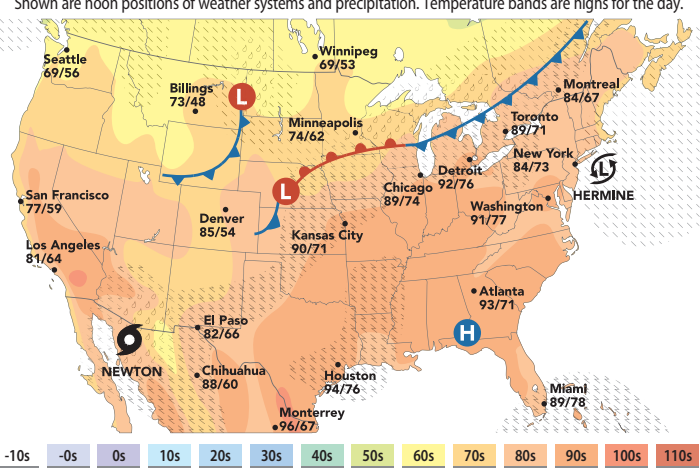 Shown are noon positions of weather systems and precipitation. Temperature bands are highs for the day.
Seattle
69/56
Winnipeg
69/53
Billings
73/48
L
Montreal
84/67
Minneapolis
74/62
Toronto
89/71
New York
84/73
L
HERMINE
Detroit
92/76
Chicago
89/74
L
San Francisco
77/59
Washington
91/77
Denver
85/54
Kansas City
90/71
Los Angeles
81/64
Atlanta
93/71
El Paso
82/66
H
NEWTON
Chihuahua
88/60
Houston
94/76
Miami
89/78
Monterrey
96/67
-10s -0s 0s 10s 20s 30s 40s 50s 60s 70s 80s 90s 100s 110s